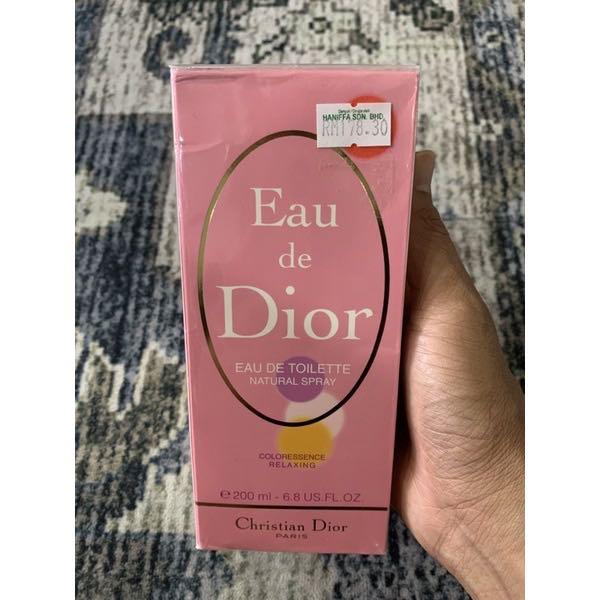 HANIFFA SDN. BHD
RM178.30
Eau
de
Dior
EAU DE TOILETTE
NATURAL SPRAY
COLORESSENCE
RELAXING
℮ 200 ml - 6.8 US.FL.OZ.
Christian Dior
PARIS